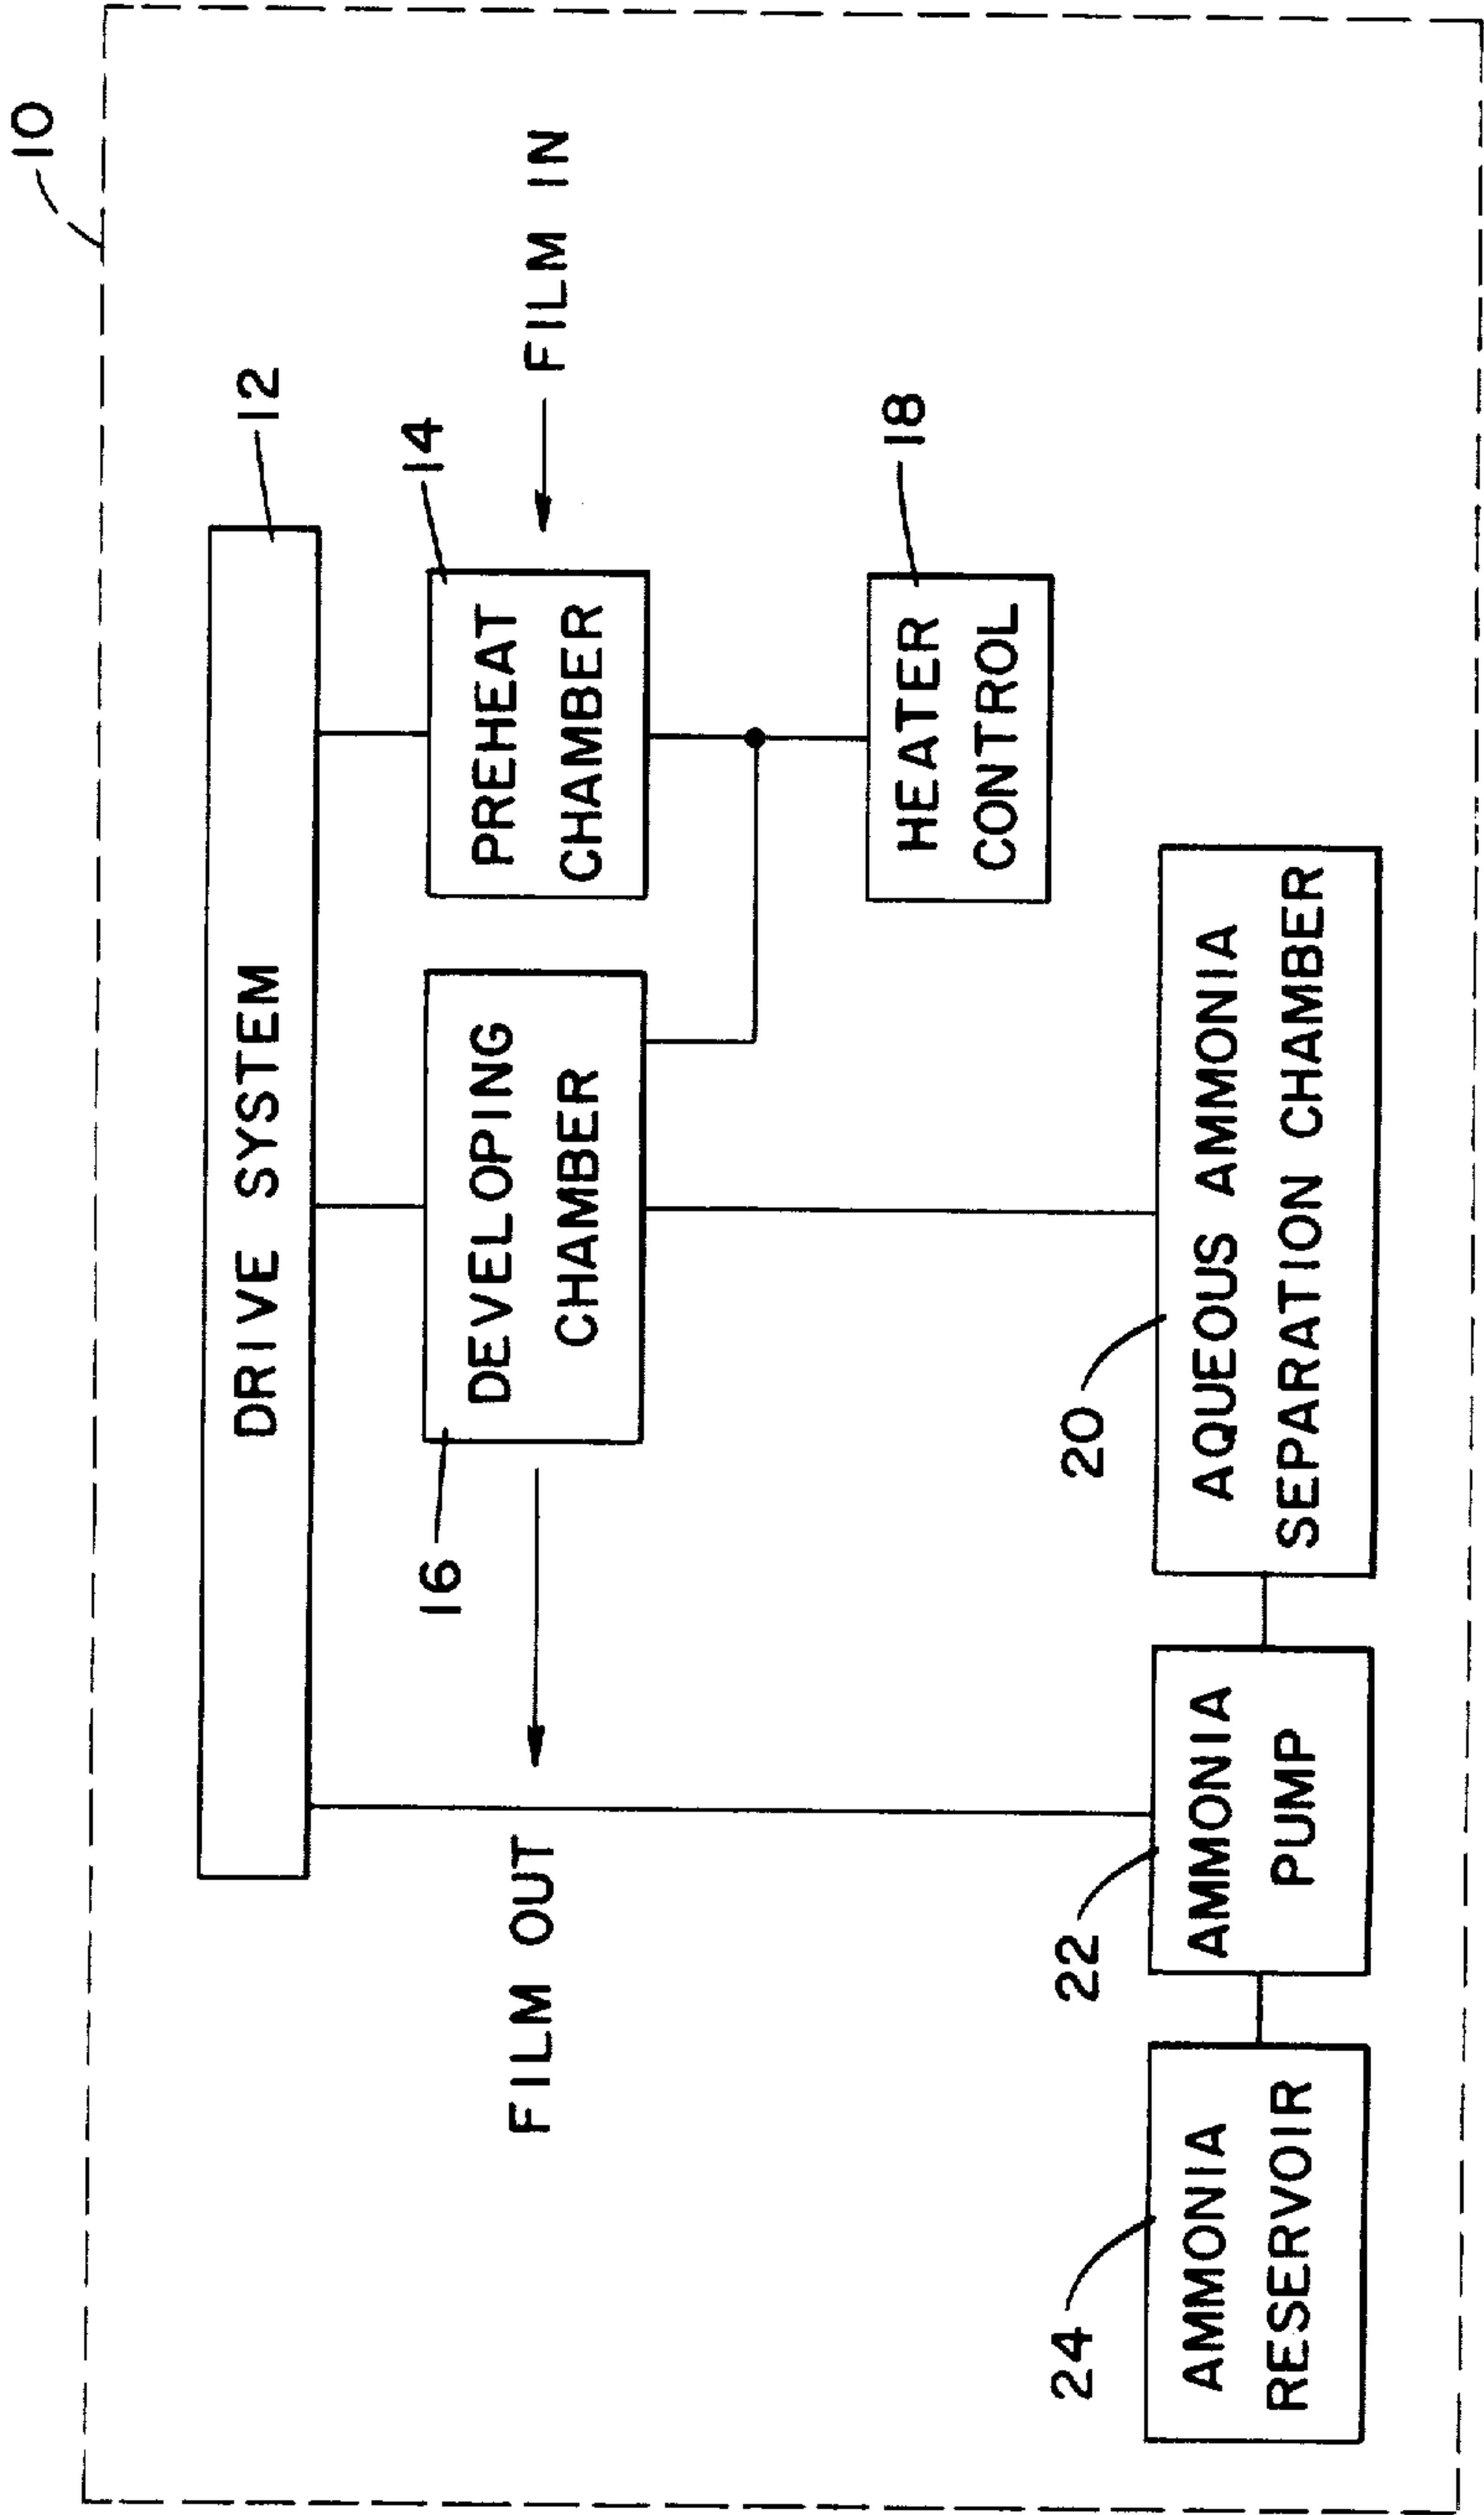 10
12
DRIVE SYSTEM
14
16
FILM OUT
DEVELOPING
CHAMBER
PREHEAT
CHAMBER
FILM IN
18
HEATER
CONTROL
24
22
20
AMMONIA
RESERVOIR
AMMONIA
PUMP
AQUEOUS AMMONIA
SEPARATION CHAMBER